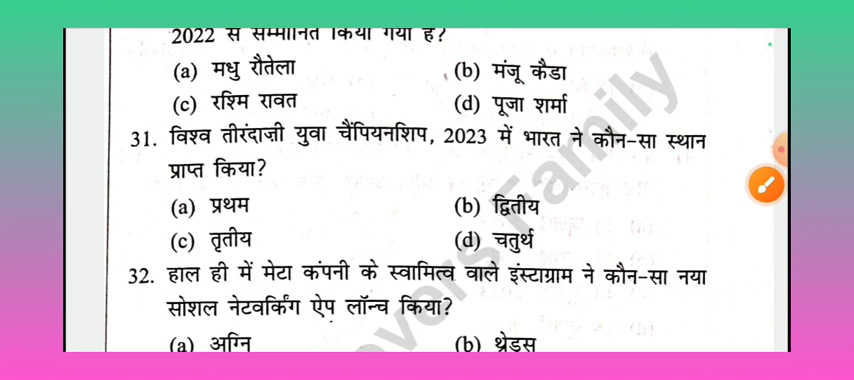 2022 से सम्मानित किया गया है?
(a) मधु रौतेला (b) मंजू कैडा
(c) रश्मि रावत (d) पूजा शर्मा
31. विश्व तीरंदाज़ी युवा चैंपियनशिप, 2023 में भारत ने कौन-सा स्थान
प्राप्त किया?
(a) प्रथम (b) द्वितीय
(c) तृतीय (d) चतुर्थ
32. हाल ही में मेटा कंपनी के स्वामित्व वाले इंस्टाग्राम ने कौन-सा नया
सोशल नेटवर्किंग ऐप लॉन्च किया?
(a) अग्नि (b) थ्रेड्स
Family